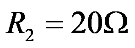 R₂ = 20Ω